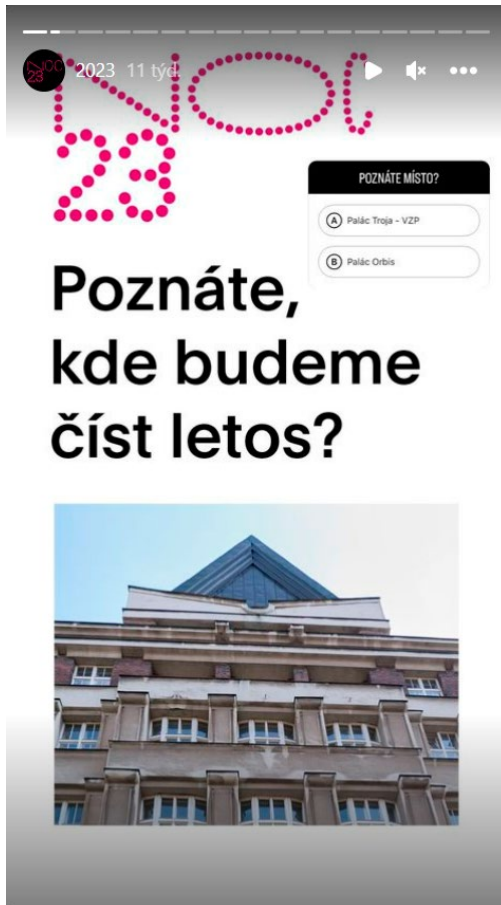 2023 11 týd.
NOC
23
POZNÁTE MÍSTO?
A Palác Troja - VZP
B Palác Orbis
Poznáte,
kde budeme
číst letos?